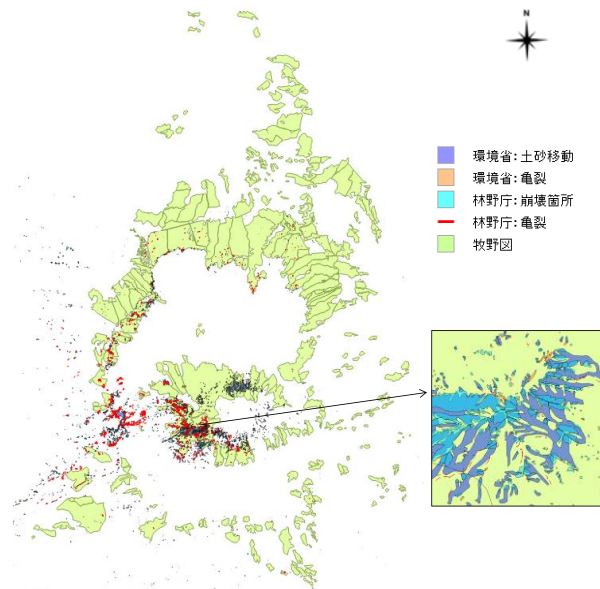 N
環境省：土砂移動
環境省：亀裂
林野庁：崩壊箇所
林野庁：亀裂
牧野図